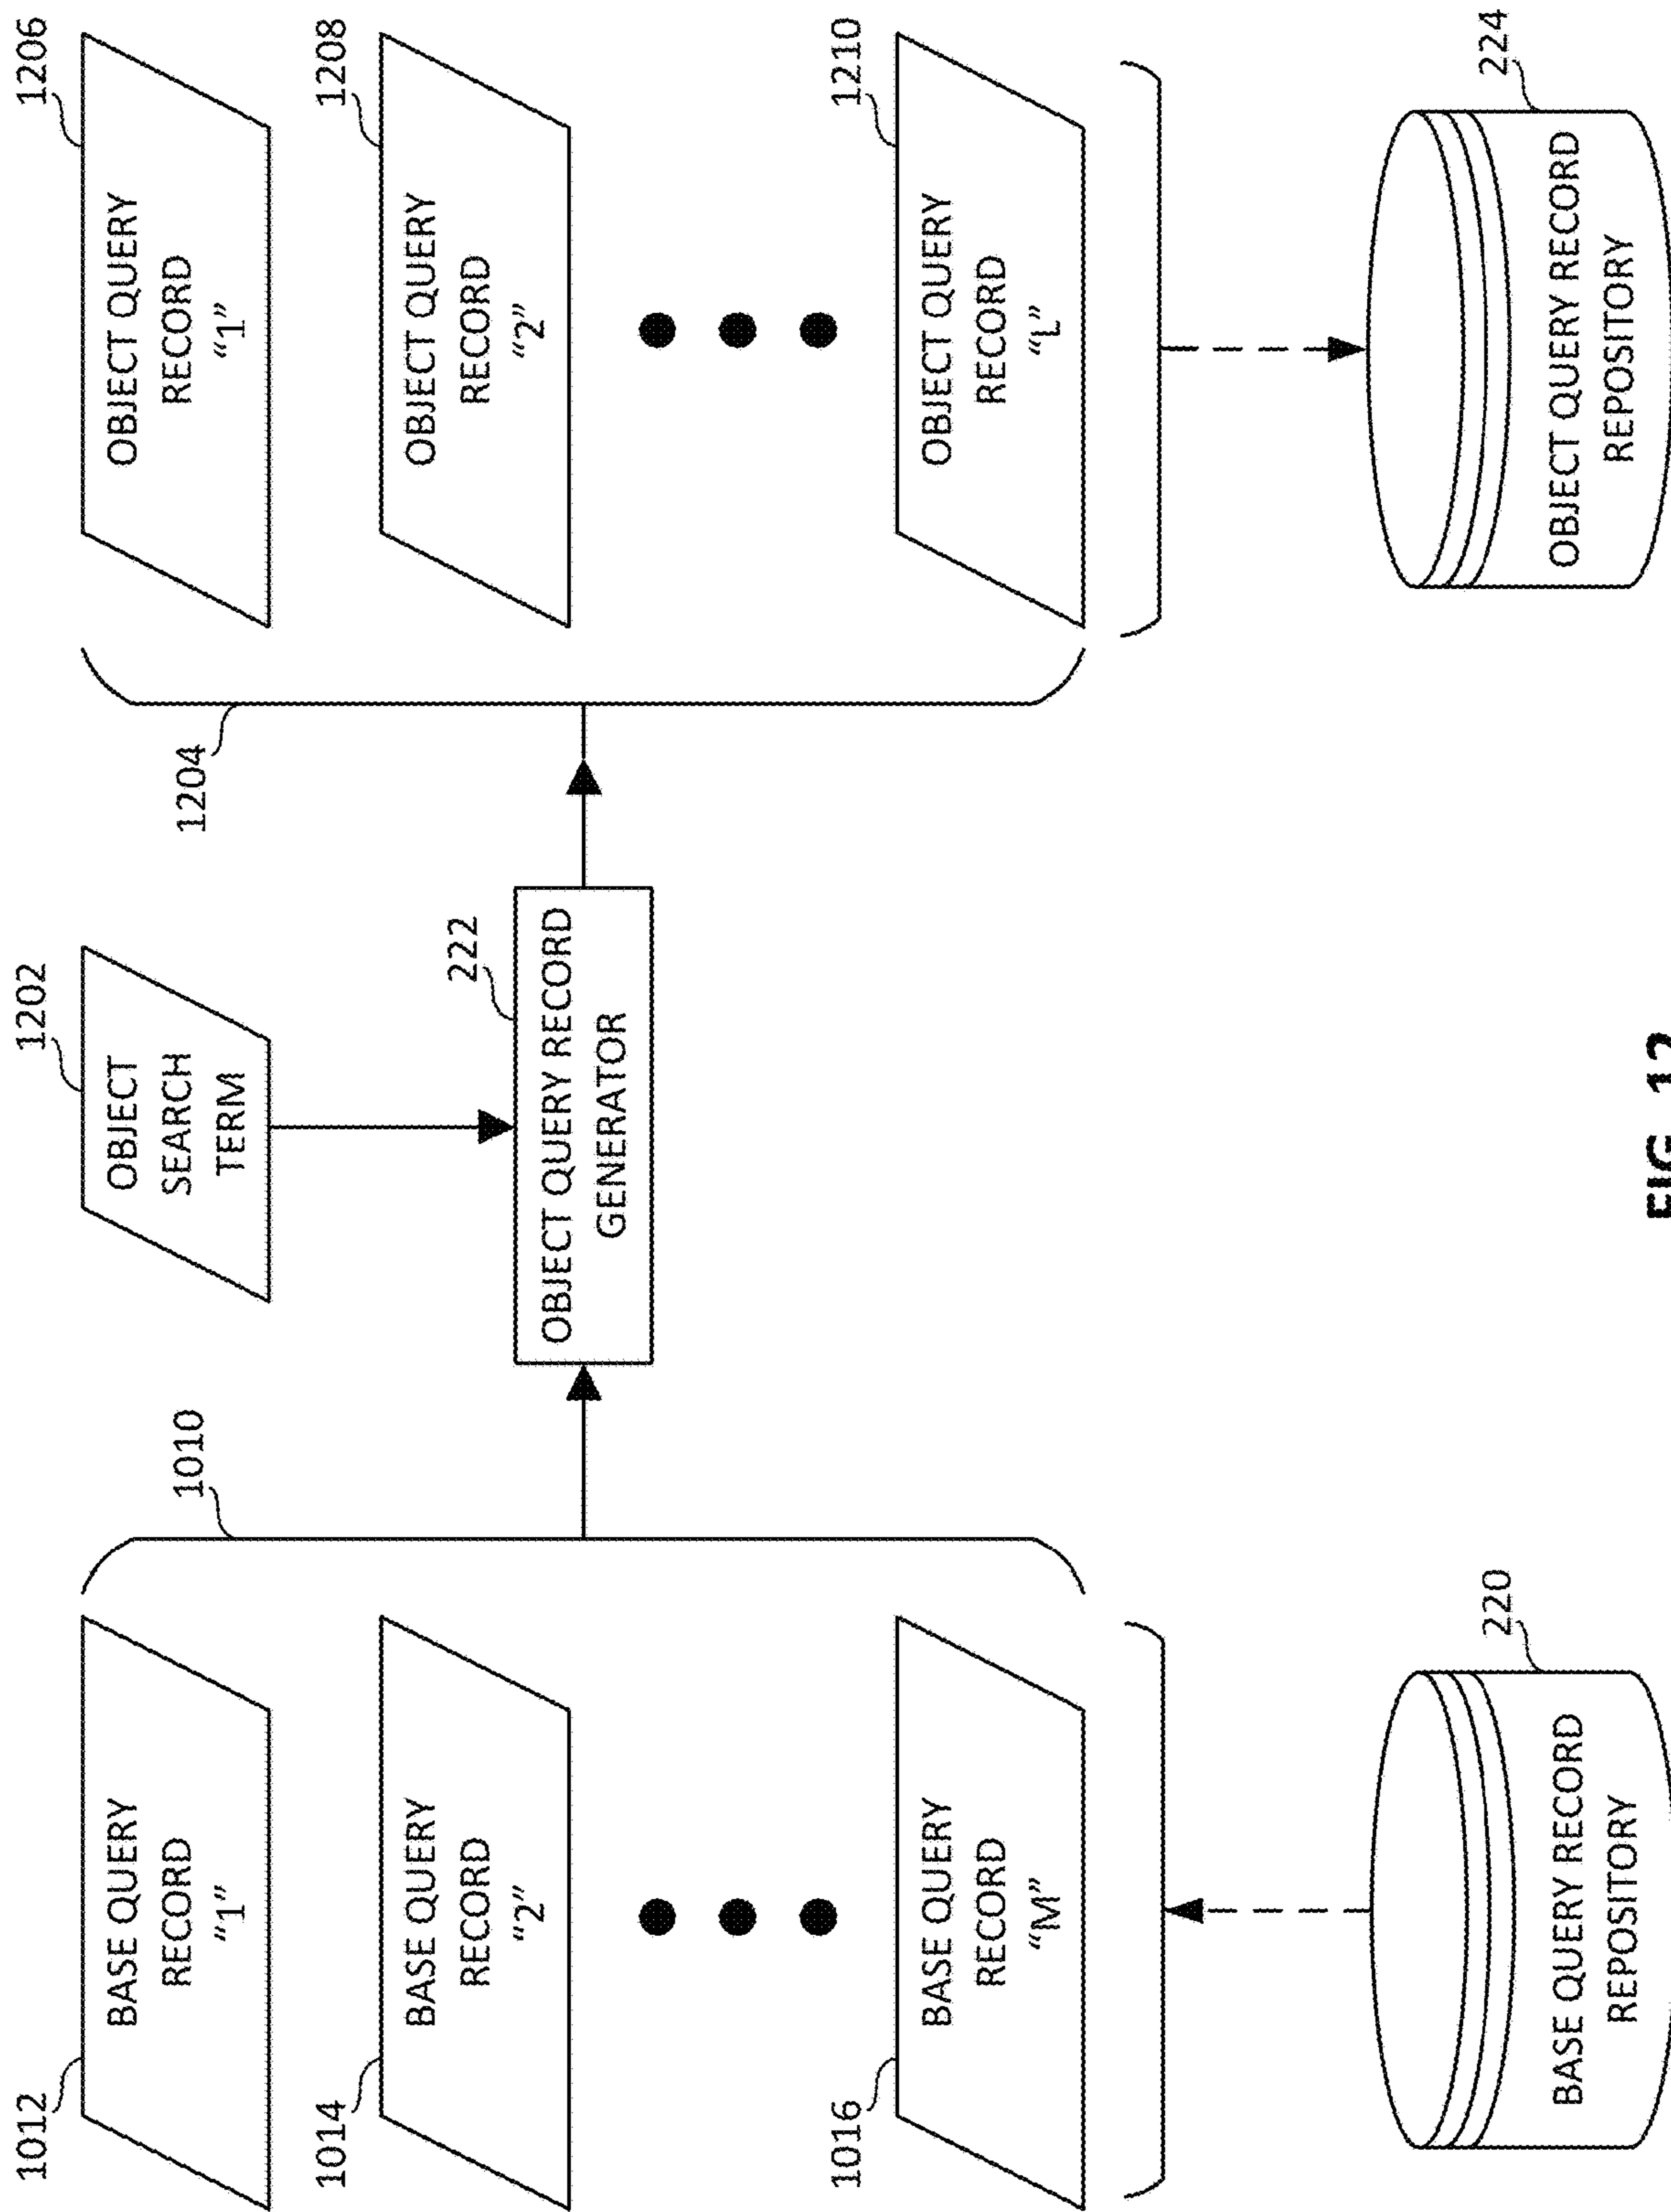 1012
BASE QUERY
RECORD
“1”
1014
BASE QUERY
RECORD
“2”
1016
BASE QUERY
RECORD
“M”
220
BASE QUERY RECORD
REPOSITORY
1010
1202
OBJECT
SEARCH
TERM
222
OBJECT QUERY RECORD
GENERATOR
1204
1206
OBJECT QUERY
RECORD
“1”
1208
OBJECT QUERY
RECORD
“2”
1210
OBJECT QUERY
RECORD
“L”
224
OBJECT QUERY RECORD
REPOSITORY
FIG. 12